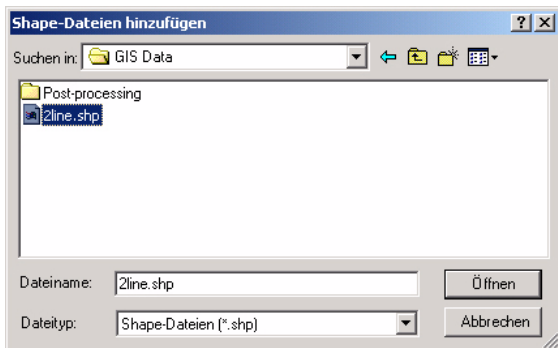 Shape-Dateien hinzufügen
Suchen in: GIS Data
Post-processing
2line.shp
Dateiname: 2line.shp Öffnen
Dateityp: Shape-Dateien (*.shp) Abbrechen